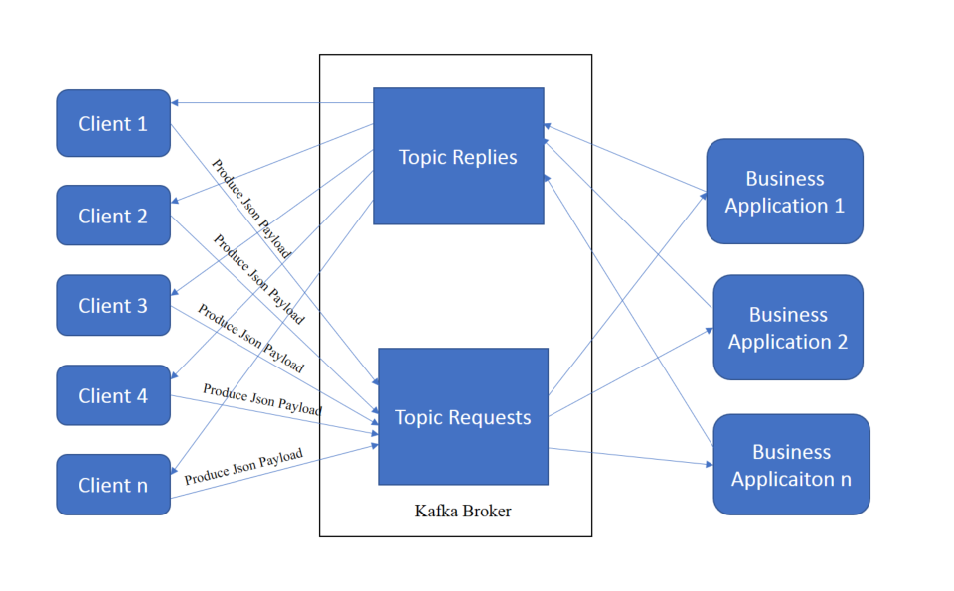 Client 1
Client 2
Client 3
Client 4
Client n
Produce Json Payload
Produce Json Payload
Produce Json Payload
Produce Json Payload
Produce Json Payload
Topic Replies
Topic Requests
Kafka Broker
Business
Application 1
Business
Application 2
Business
Applicaiton n